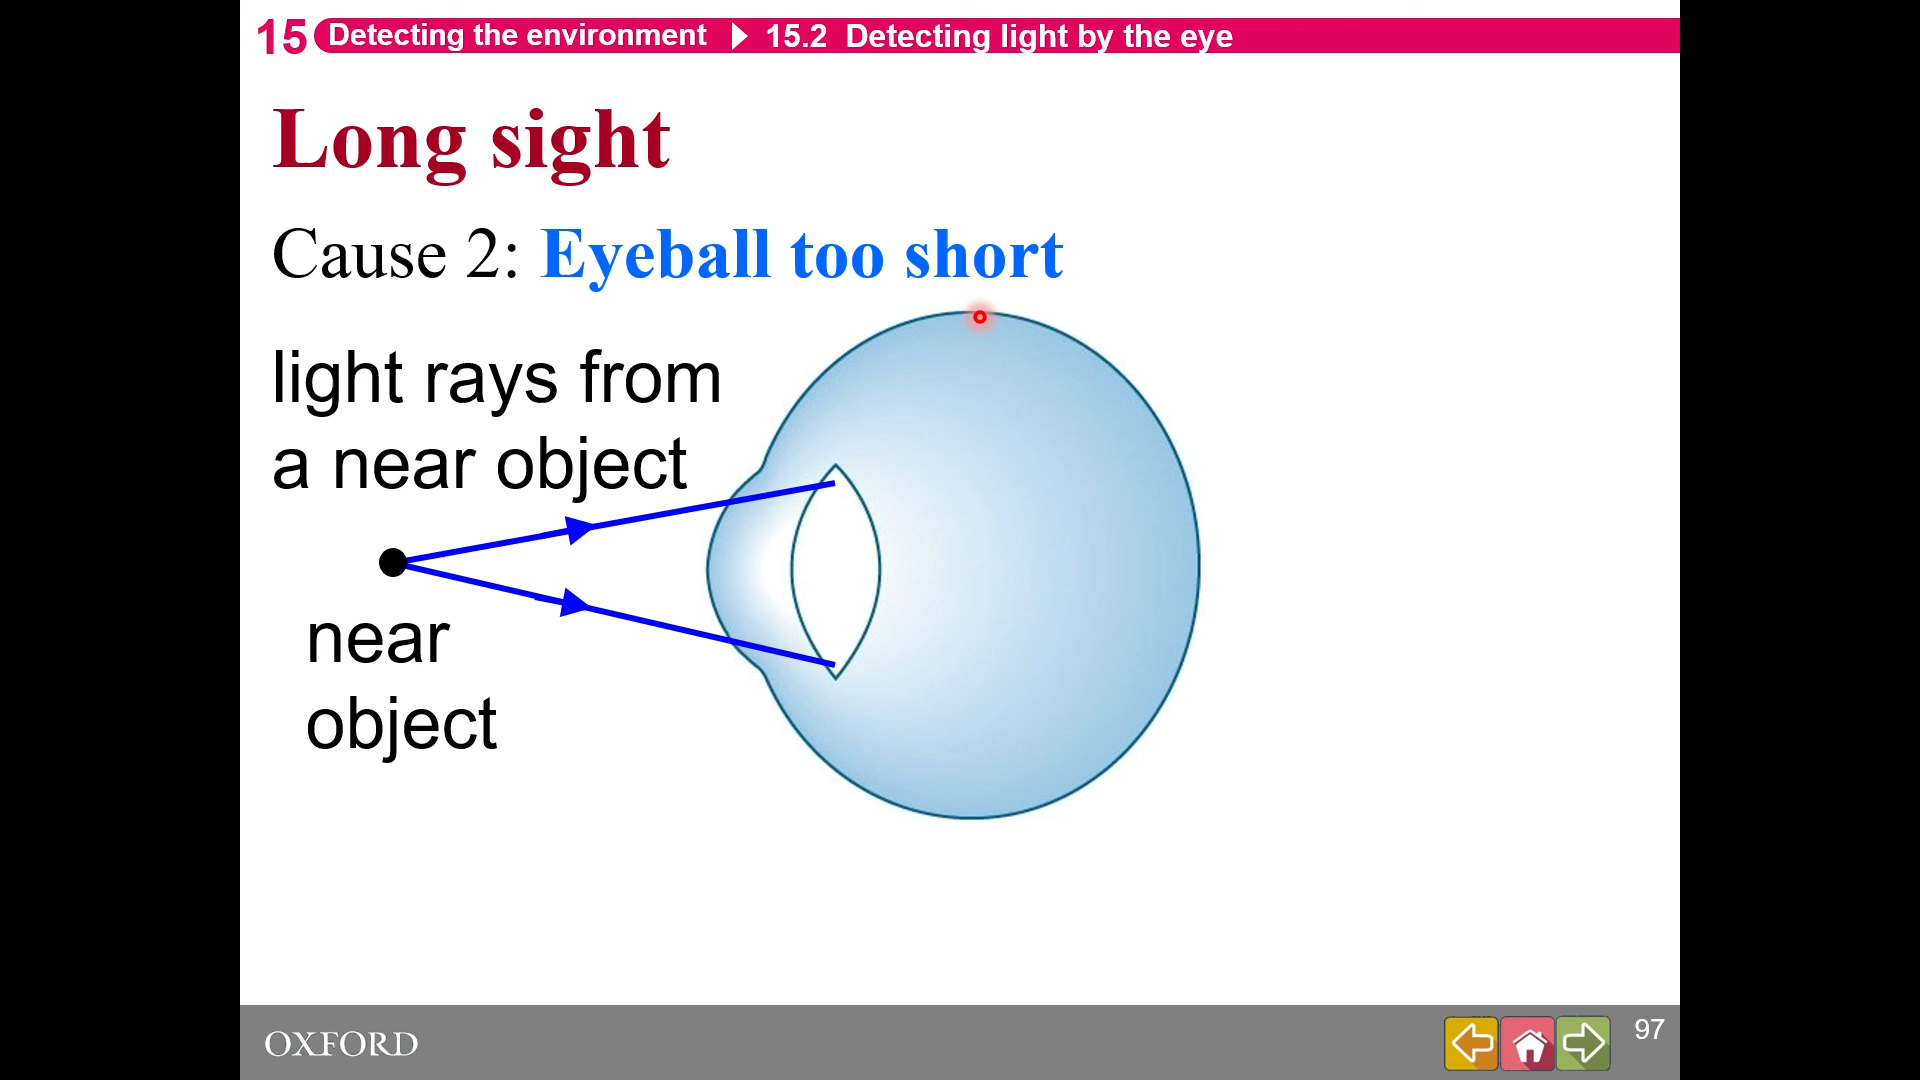 15 Detecting the environment 15.2 Detecting light by the eye
Long sight
Cause 2: Eyeball too short
light rays from
a near object
near
object
OXFORD
97